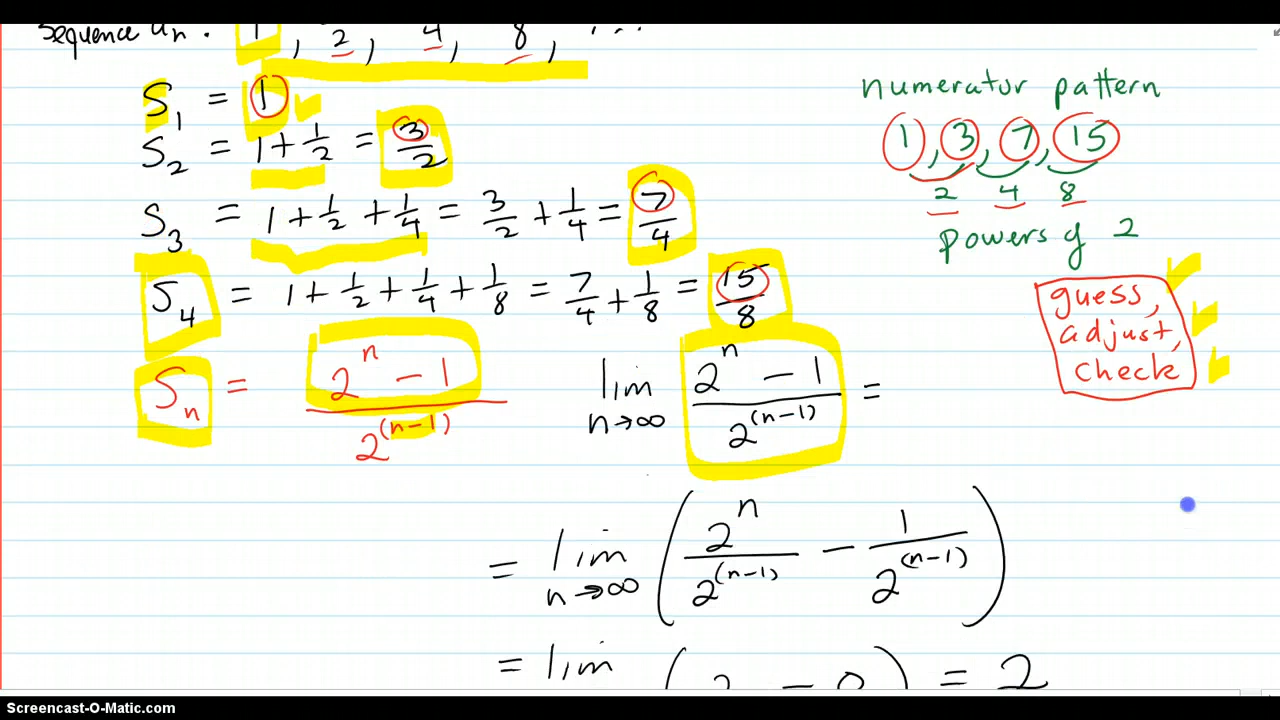 Sequence an : 1, 2, 4, 8, ...
S1 = 1
S2 = 1 + 1/2 = 3/2
S3 = 1 + 1/2 + 1/4 = 3/2 + 1/4 = 7/4
S4 = 1 + 1/2 + 1/4 + 1/8 = 7/4 + 1/8 = 15/8
Sn = (2^n - 1) / 2^(n-1)
lim n→∞ (2^n - 1) / 2^(n-1) =
= lim n→∞ ( 2^n / 2^(n-1) - 1 / 2^(n-1) )
= lim ( 2 - 0 ) = 2
numerator pattern
1, 3, 7, 15
2 4 8
powers of 2
guess,
adjust,
check
Screencast-O-Matic.com